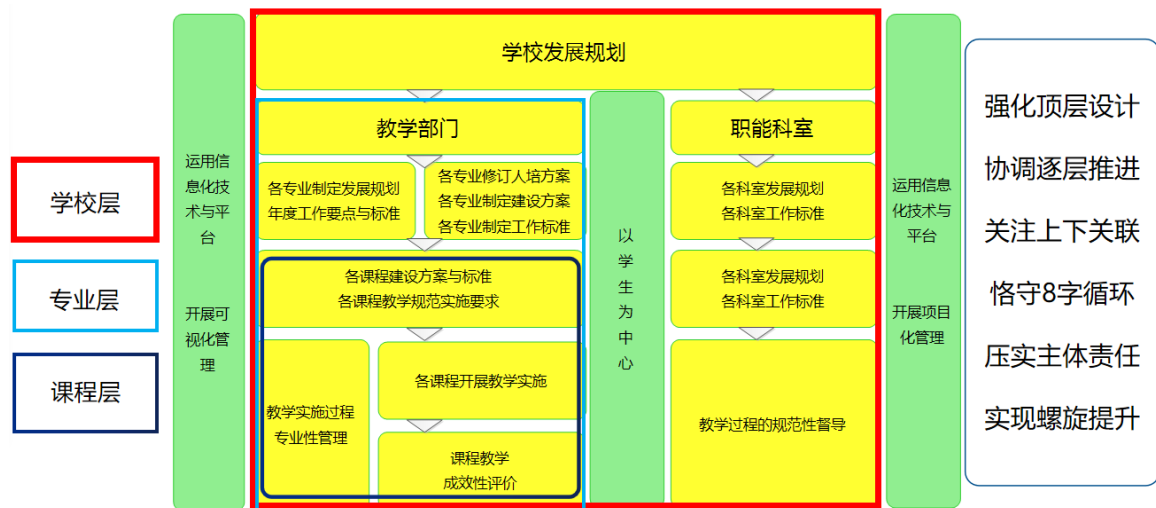 学校层
专业层
课程层
运用信
息化技
术与平
台
开展可
视化管
理
学校发展规划
教学部门
各专业制定发展规划
年度工作要点与标准
各专业修订人培方案
各专业制定建设方案
各专业制定工作标准
各课程建设方案与标准
各课程教学规范实施要求
教学实施过程
专业性管理
各课程开展教学实施
课程教学
成效性评价
以
学
生
为
中
心
职能科室
各科室发展规划
各科室工作标准
各科室发展规划
各科室工作标准
教学过程的规范性督导
运用信息
化技术与
平台
开展项目
化管理
强化顶层设计
协调逐层推进
关注上下关联
恪守8字循环
压实主体责任
实现螺旋提升